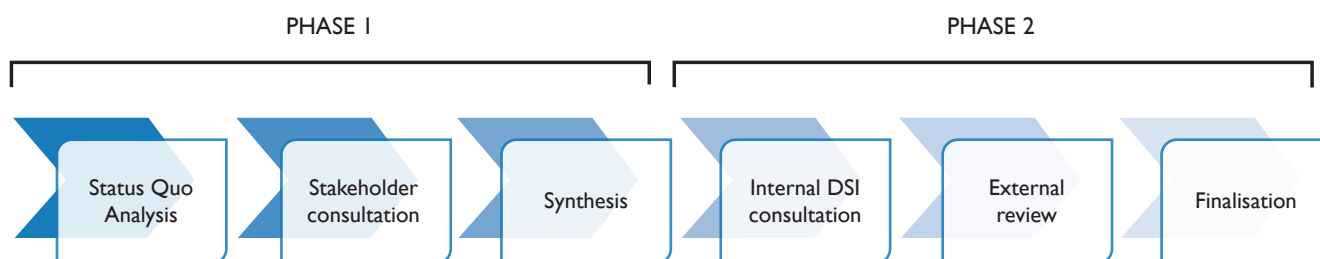 PHASE 1
PHASE 2
Status Quo
Analysis
Stakeholder
consultation
Synthesis
Internal DSI
consultation
External
review
Finalisation